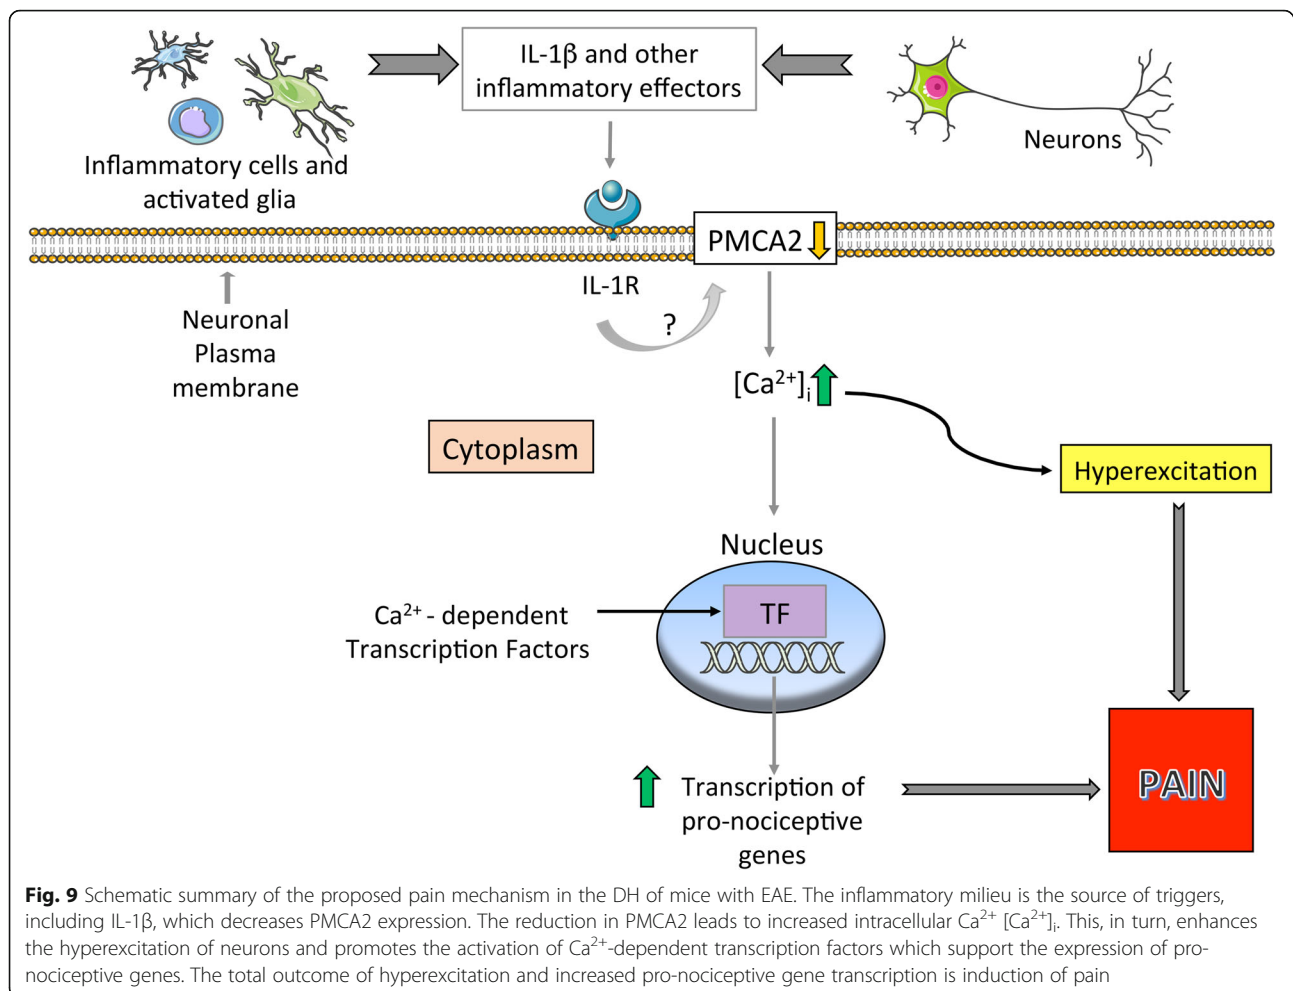 IL-1β and other
inflammatory effectors
Neurons
Inflammatory cells and
activated glia
PMCA2
IL-1R
?
Neuronal
Plasma
membrane
[Ca²⁺]ᵢ
Cytoplasm
Hyperexcitation
Nucleus
TF
Ca²⁺ - dependent
Transcription Factors
Transcription of
pro-nociceptive
genes
PAIN
Fig. 9 Schematic summary of the proposed pain mechanism in the DH of mice with EAE. The inflammatory milieu is the source of triggers,
including IL-1β, which decreases PMCA2 expression. The reduction in PMCA2 leads to increased intracellular Ca²⁺ [Ca²⁺]ᵢ. This, in turn, enhances
the hyperexcitation of neurons and promotes the activation of Ca²⁺-dependent transcription factors which support the expression of pro-
nociceptive genes. The total outcome of hyperexcitation and increased pro-nociceptive gene transcription is induction of pain